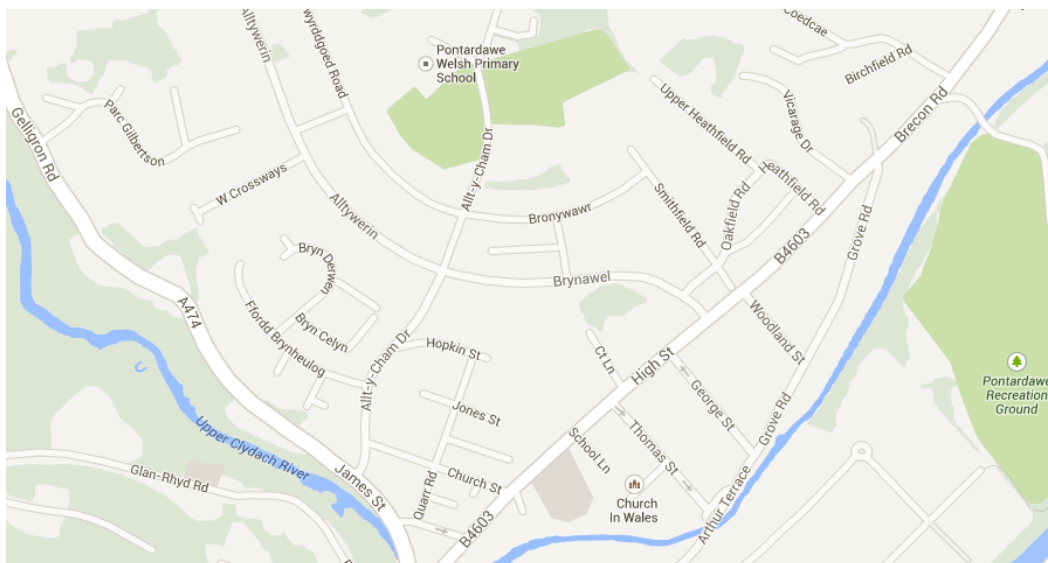 Alltywerin
wyrddgoed Road
Pontardawe
Welsh Primary
School
Coedcae
Birchfield Rd
Brecon Rd
Vicarage Dr
Upper Heathfield Rd
eathfield Rd
Parc Gilbertson
Gelligron Rd
Allt-y-Cham Dr
W Crossways
Alltywerin
Bronywawr
Smithfield Rd
Oakfield Rd
B4603
Grove Rd
Bryn Derwen
Brynawel
A474
Ffordd Brynheulog
Bryn Celyn
Allt-y-Cham Dr
Hopkin St
Ct Ln
High St
Woodland St
George St
Pontardawe
Recreation
Ground
Jones St
Grove Rd
Upper Clydach River
School Ln
Thomas St
Glan-Rhyd Rd
James St
Quarr Rd
Church St
Church
In Wales
Arthur Terrace
B4603